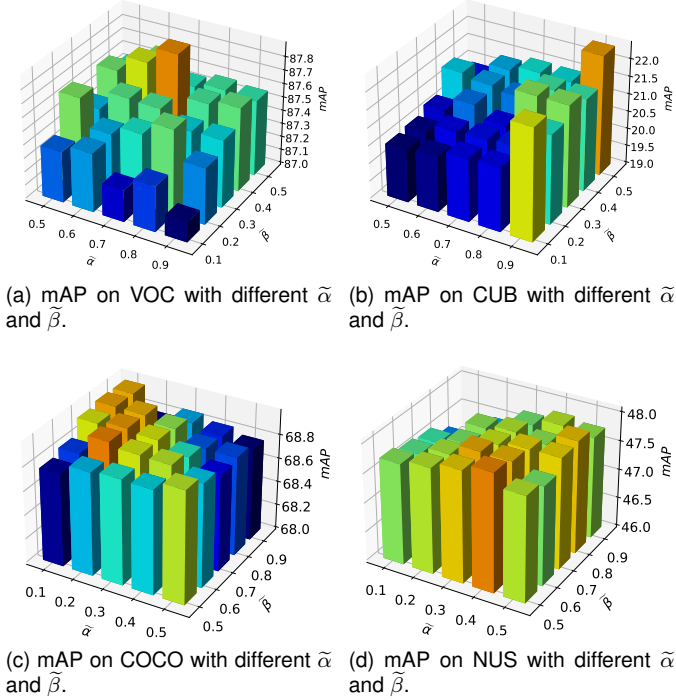 87.8
87.7
87.6
87.5
87.4
87.3
87.2
87.1
87.0
mAP
0.5 0.6 0.7 0.8 0.9
α̃
0.1 0.2 0.3 0.4 0.5
β̃
22.0
21.5
21.0
20.5
20.0
19.5
19.0
mAP
0.5 0.6 0.7 0.8 0.9
α̃
0.1 0.2 0.3 0.4 0.5
β̃
(a) mAP on VOC with different α̃
and β̃.
(b) mAP on CUB with different α̃
and β̃.
68.8
68.6
68.4
68.2
68.0
mAP
0.1 0.2 0.3 0.4 0.5
α̃
0.5 0.6 0.7 0.8 0.9
β̃
48.0
47.5
47.0
46.5
46.0
mAP
0.1 0.2 0.3 0.4 0.5
α̃
0.5 0.6 0.7 0.8 0.9
β̃
(c) mAP on COCO with different α̃
and β̃.
(d) mAP on NUS with different α̃
and β̃.